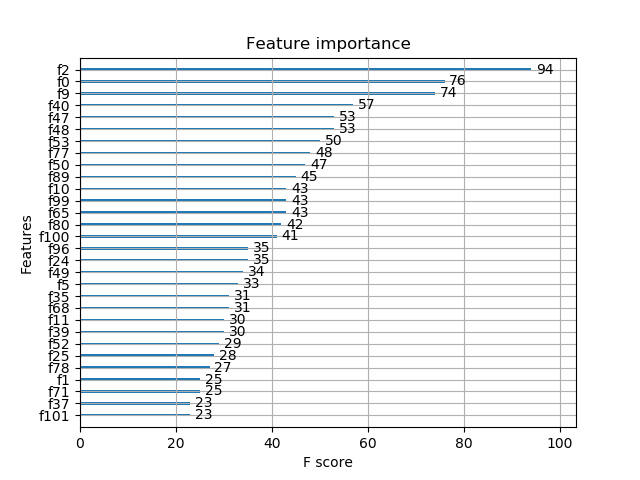 Feature importance
f2 94
f0 76
f9 74
f40 57
f47 53
f48 53
f53 50
f77 48
f50 47
f89 45
f10 43
f99 43
f65 43
f80 42
f100 41
f96 35
f24 35
f49 34
f5 33
f35 31
f68 31
f11 30
f39 30
f52 29
f25 28
f78 27
f1 25
f71 25
f37 23
f101 23
Features
0 20 40 60 80 100
F score